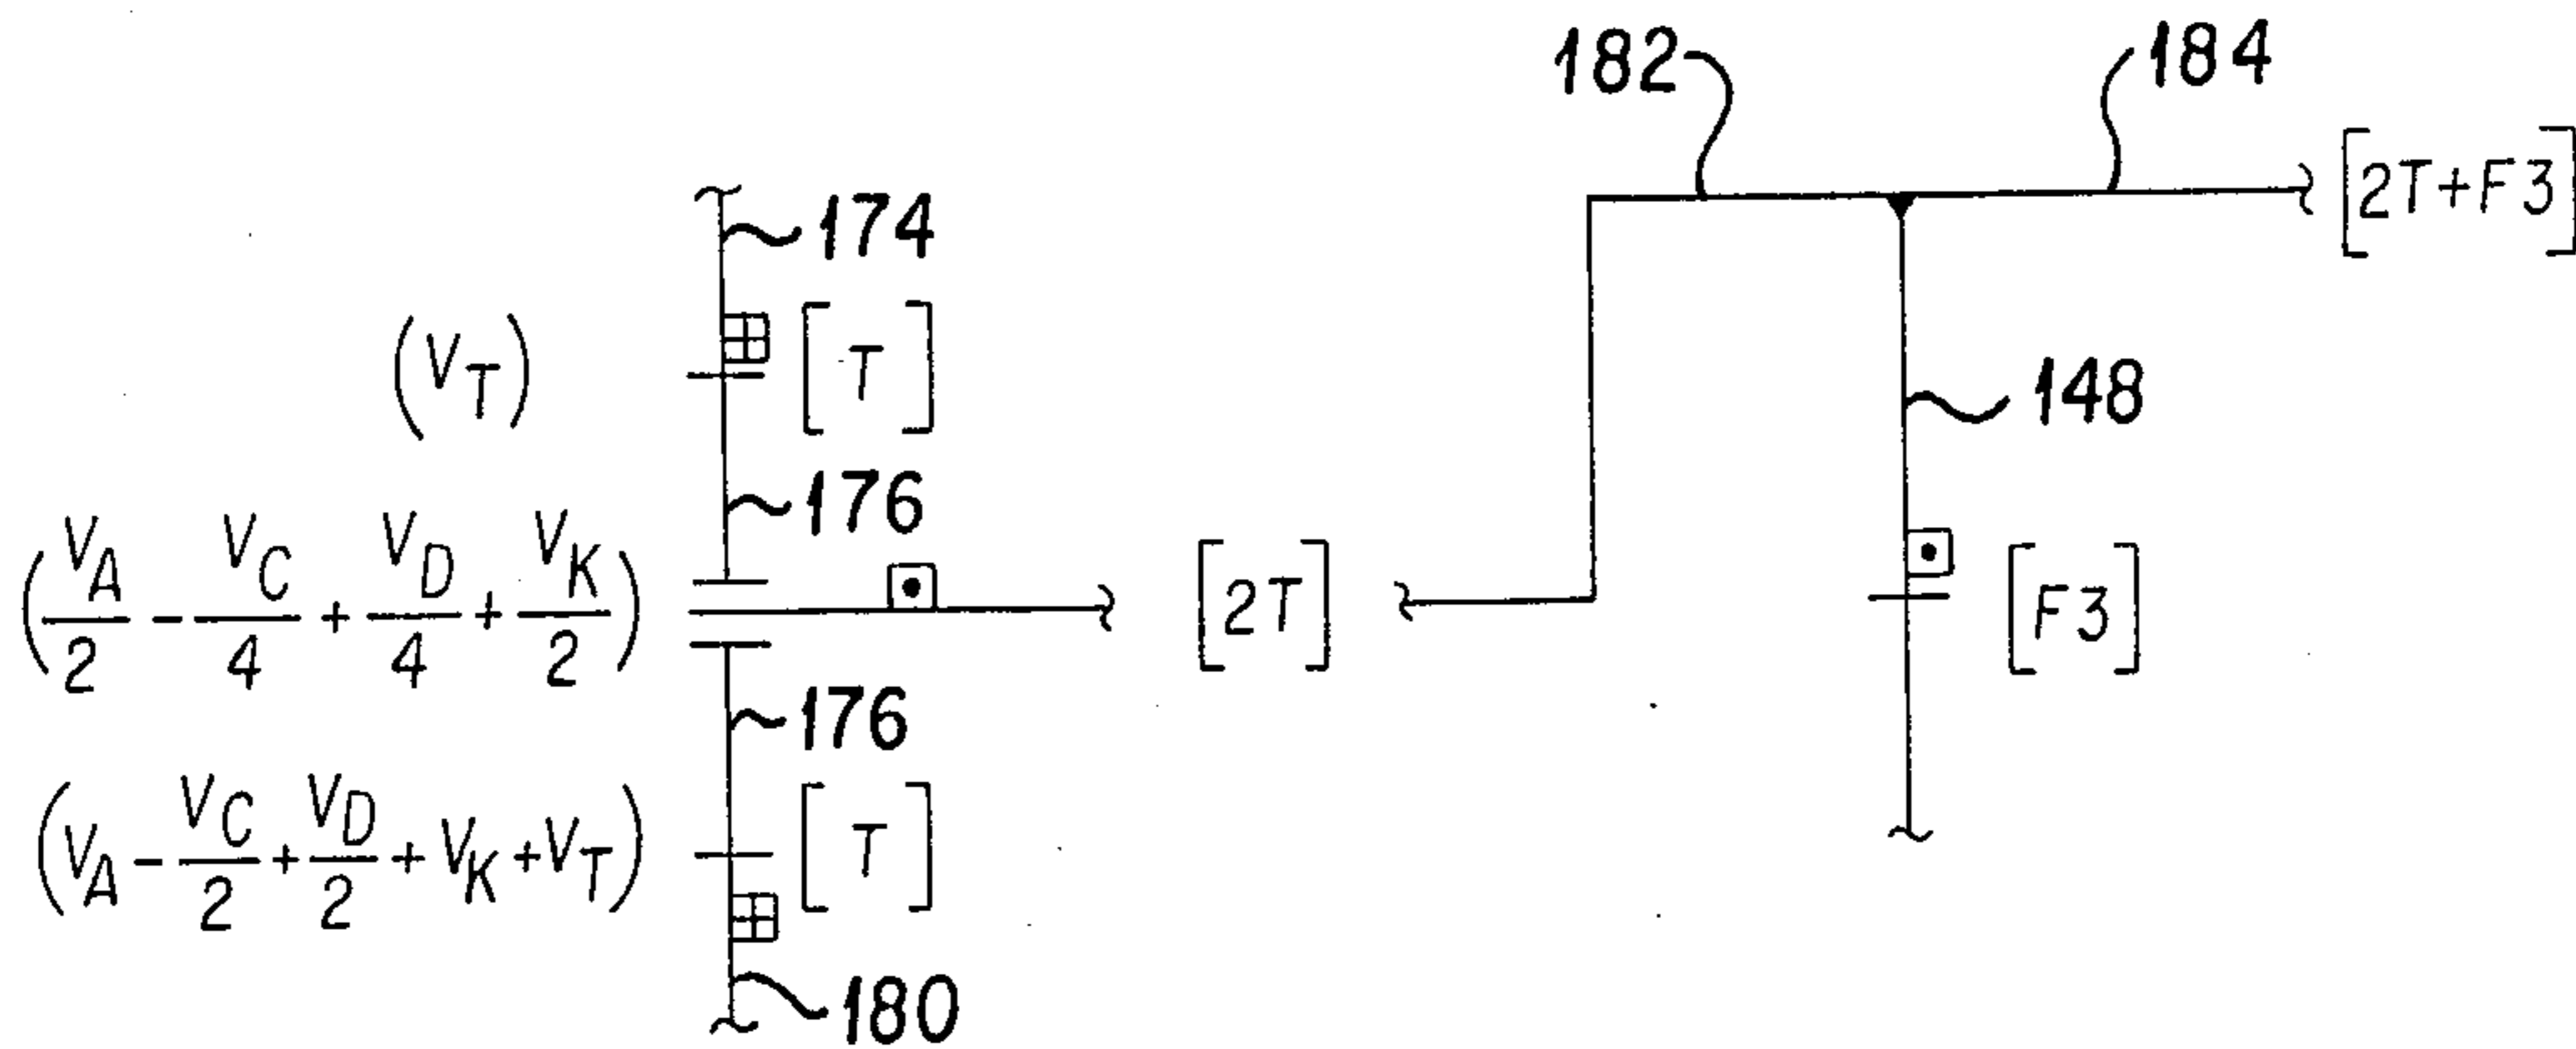 182
184
[2T+F3]
174
(V_T)
[T]
148
176
(V_A/2 - V_C/4 + V_D/4 + V_K/2)
[2T]
[F3]
176
(V_A - V_C/2 + V_D/2 + V_K + V_T)
[T]
180